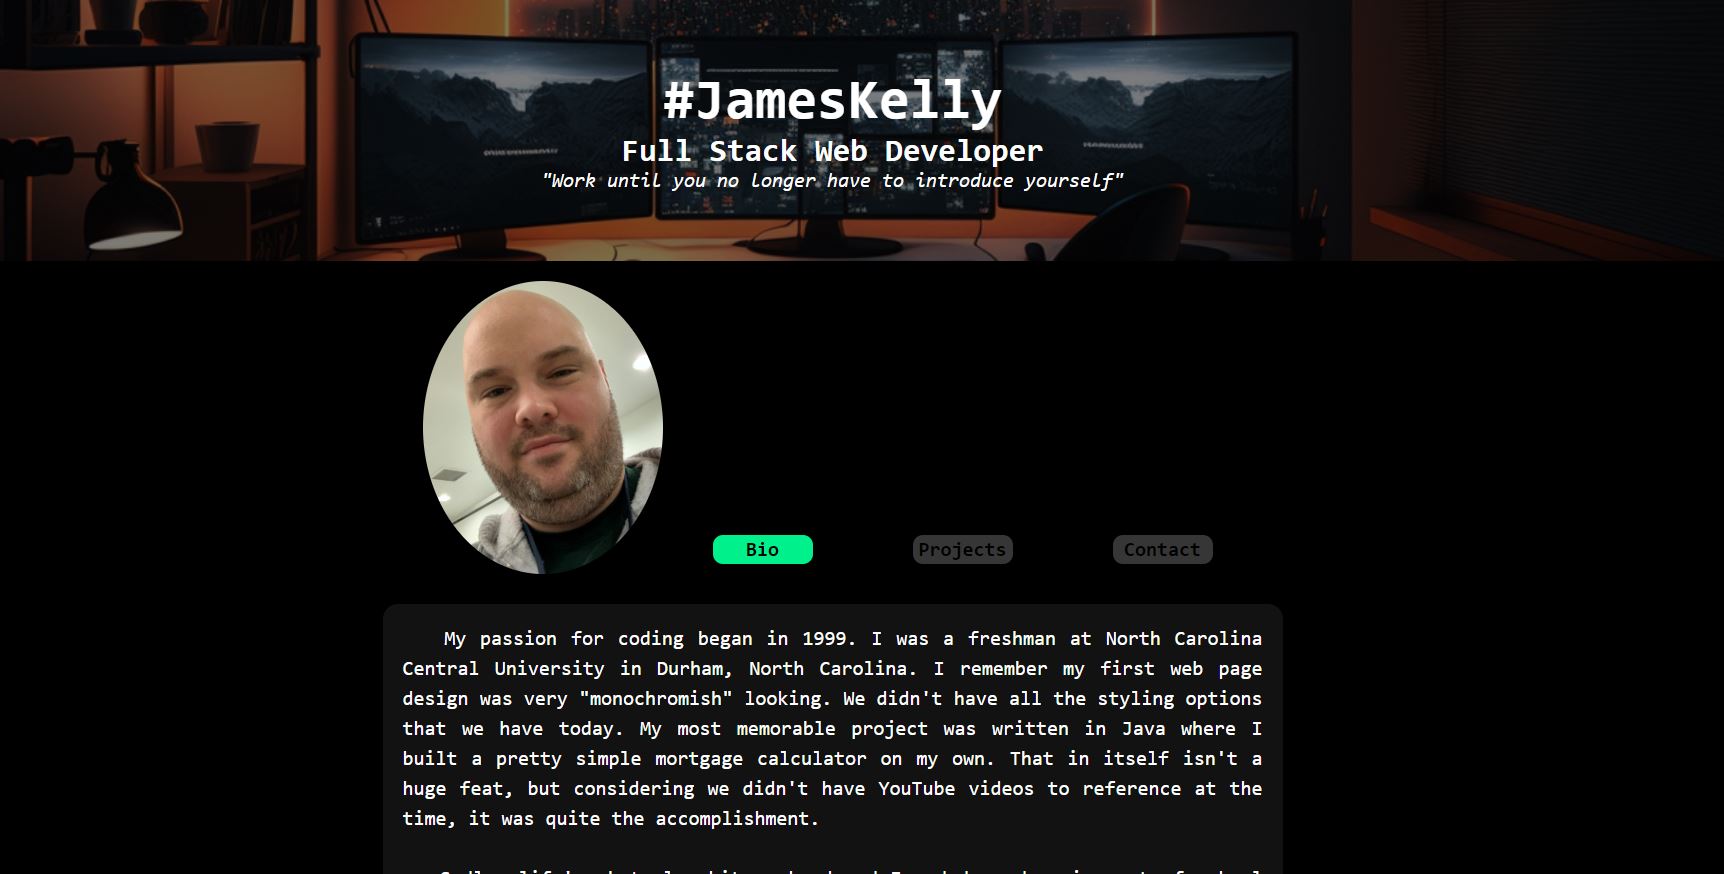 #JamesKelly
Full Stack Web Developer
"Work until you no longer have to introduce yourself"
Bio
Projects
Contact
My passion for coding began in 1999. I was a freshman at North Carolina
Central University in Durham, North Carolina. I remember my first web page
design was very "monochromish" looking. We didn't have all the styling options
that we have today. My most memorable project was written in Java where I
built a pretty simple mortgage calculator on my own. That in itself isn't a
huge feat, but considering we didn't have YouTube videos to reference at the
time, it was quite the accomplishment.